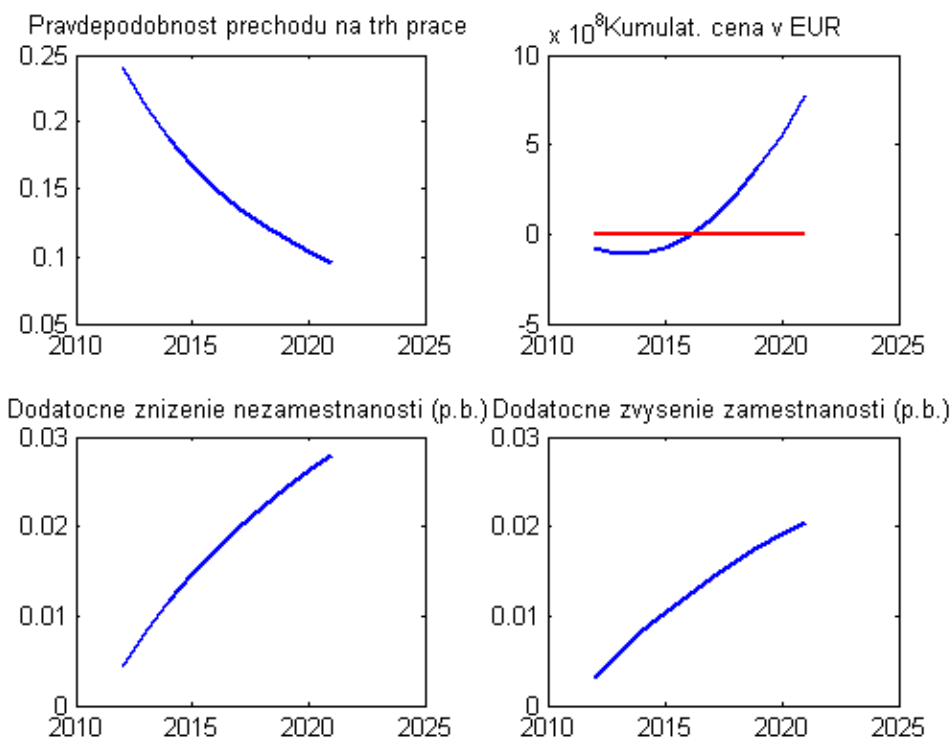 Pravdepodobnost prechodu na trh prace
0.25
0.2
0.15
0.1
0.05
2010 2015 2020 2025
x 10^8 Kumulat. cena v EUR
10
5
0
-5
2010 2015 2020 2025
Dodatocne znizenie nezamestnanosti (p.b.)
0.03
0.02
0.01
0
2010 2015 2020 2025
Dodatocne zvysenie zamestnanosti (p.b.)
0.03
0.02
0.01
0
2010 2015 2020 2025